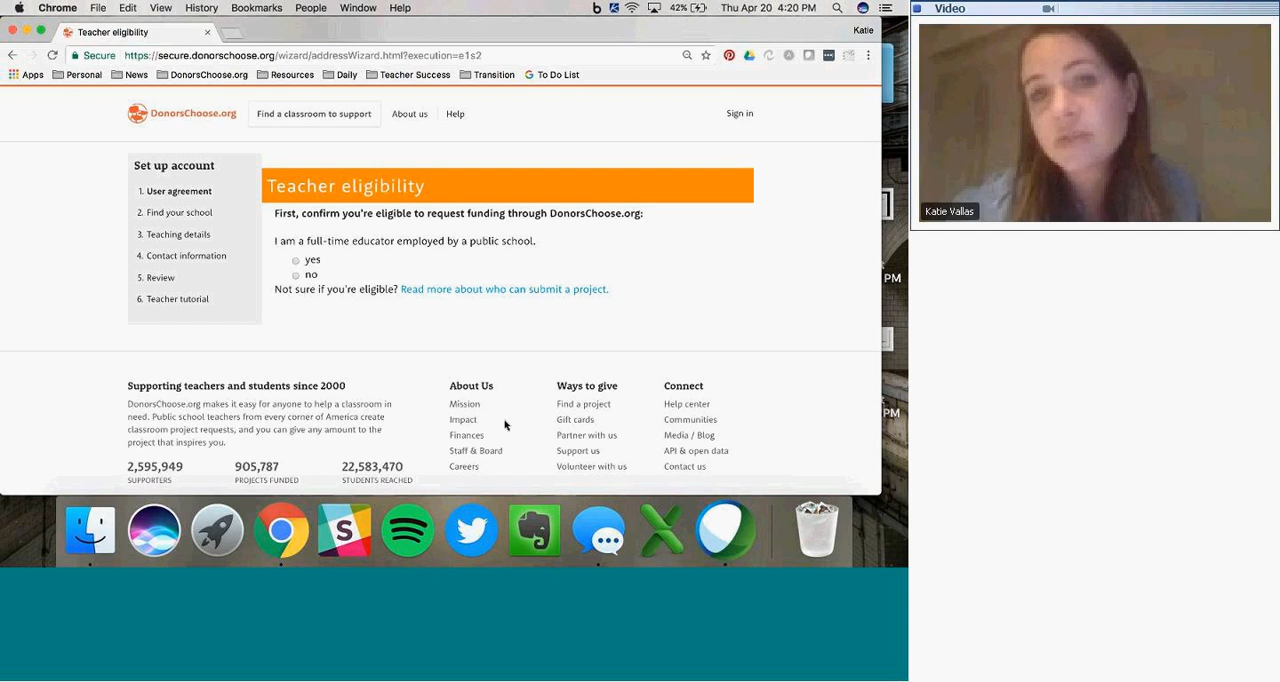 Chrome File Edit View History Bookmarks People Window Help
42% Thu Apr 20 4:20 PM
Video
Teacher eligibility
Katie
Secure https://secure.donorschoose.org/wizard/addressWizard.html?execution=e1s2
Apps Personal News DonorsChoose.org Resources Daily Teacher Success Transition To Do List
DonorsChoose.org Find a classroom to support About us Help Sign in
Set up account
1. User agreement
2. Find your school
3. Teaching details
4. Contact information
5. Review
6. Teacher tutorial
Teacher eligibility
First, confirm you're eligible to request funding through DonorsChoose.org:
I am a full-time educator employed by a public school.
yes
no
Not sure if you're eligible? Read more about who can submit a project.
Katie Vallas
PM
PM
Supporting teachers and students since 2000
DonorsChoose.org makes it easy for anyone to help a classroom in
need. Public school teachers from every corner of America create
classroom project requests, and you can give any amount to the
project that inspires you.
2,595,949 905,787 22,583,470
SUPPORTERS PROJECTS FUNDED STUDENTS REACHED
About Us
Mission
Impact
Finances
Staff & Board
Careers
Ways to give
Find a project
Gift cards
Partner with us
Support us
Volunteer with us
Connect
Help center
Communities
Media / Blog
API & open data
Contact us